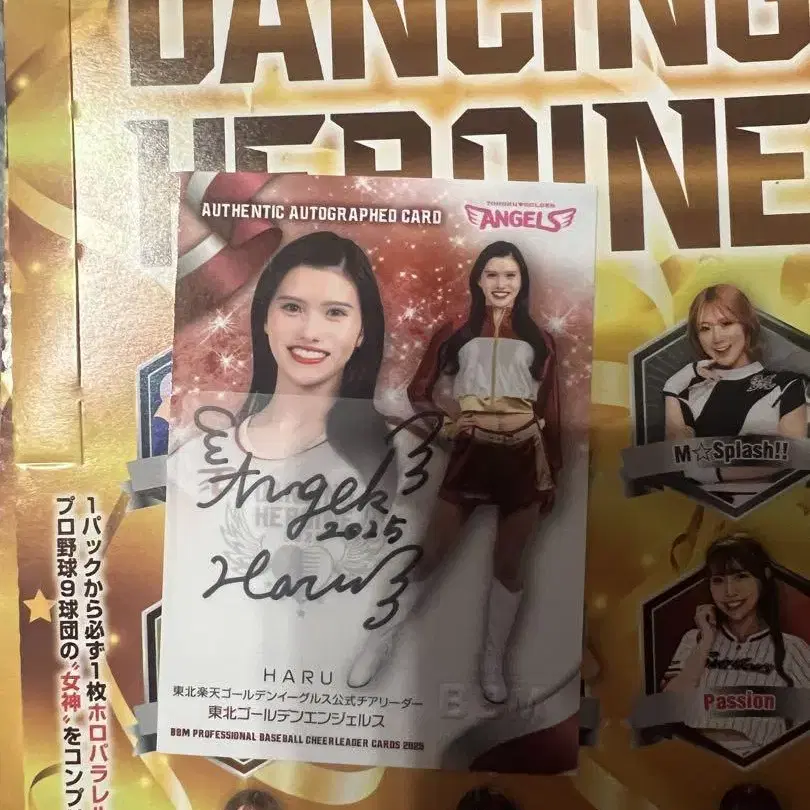 DANCING
HEROINE
AUTHENTIC AUTOGRAPHED CARD
TOHOKU GOLDEN
ANGELS
Angels
2025
Haru
HARU
東北楽天ゴールデンイーグルス公式チアリーダー
東北ゴールデンエンジェルス
BBM
BBM PROFESSIONAL BASEBALL CHEERLEADER CARDS 2025
M☆Splash!!
Passion
1パックから必ず1枚ホロパラレル
プロ野球9球団の“女神”をコンプ